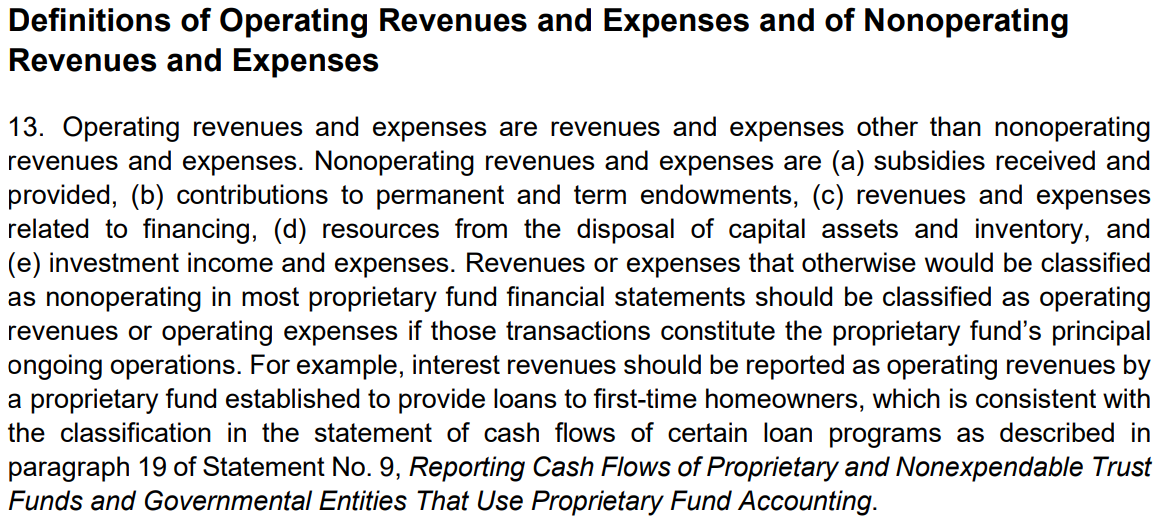 Definitions of Operating Revenues and Expenses and of Nonoperating
Revenues and Expenses
13. Operating revenues and expenses are revenues and expenses other than nonoperating
revenues and expenses. Nonoperating revenues and expenses are (a) subsidies received and
provided, (b) contributions to permanent and term endowments, (c) revenues and expenses
related to financing, (d) resources from the disposal of capital assets and inventory, and
(e) investment income and expenses. Revenues or expenses that otherwise would be classified
as nonoperating in most proprietary fund financial statements should be classified as operating
revenues or operating expenses if those transactions constitute the proprietary fund’s principal
ongoing operations. For example, interest revenues should be reported as operating revenues by
a proprietary fund established to provide loans to first-time homeowners, which is consistent with
the classification in the statement of cash flows of certain loan programs as described in
paragraph 19 of Statement No. 9, Reporting Cash Flows of Proprietary and Nonexpendable Trust
Funds and Governmental Entities That Use Proprietary Fund Accounting.